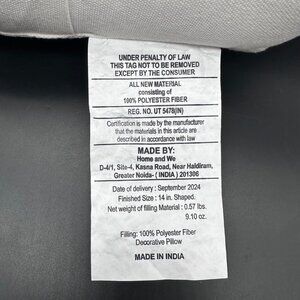 UNDER PENALTY OF LAW
THIS TAG NOT TO BE REMOVED
EXCEPT BY THE CONSUMER
ALL NEW MATERIAL
consisting of
100% POLYESTER FIBER
REG. NO. UT 5478(IN)
Certification is made by the manufacturer
that the materials in this article are
described in accordance with law
MADE BY:
Home and We
D-4/1, Site-4, Kasna Road, Near Haldiram,
Greater Noida- ( INDIA ) 201306
Date of delivery : September 2024
Finished Size : 14 in. Shaped.
Net weight of filling Material : 0.57 lbs.
9.10 oz.
Filling: 100% Polyester Fiber
Decorative Pillow
MADE IN INDIA